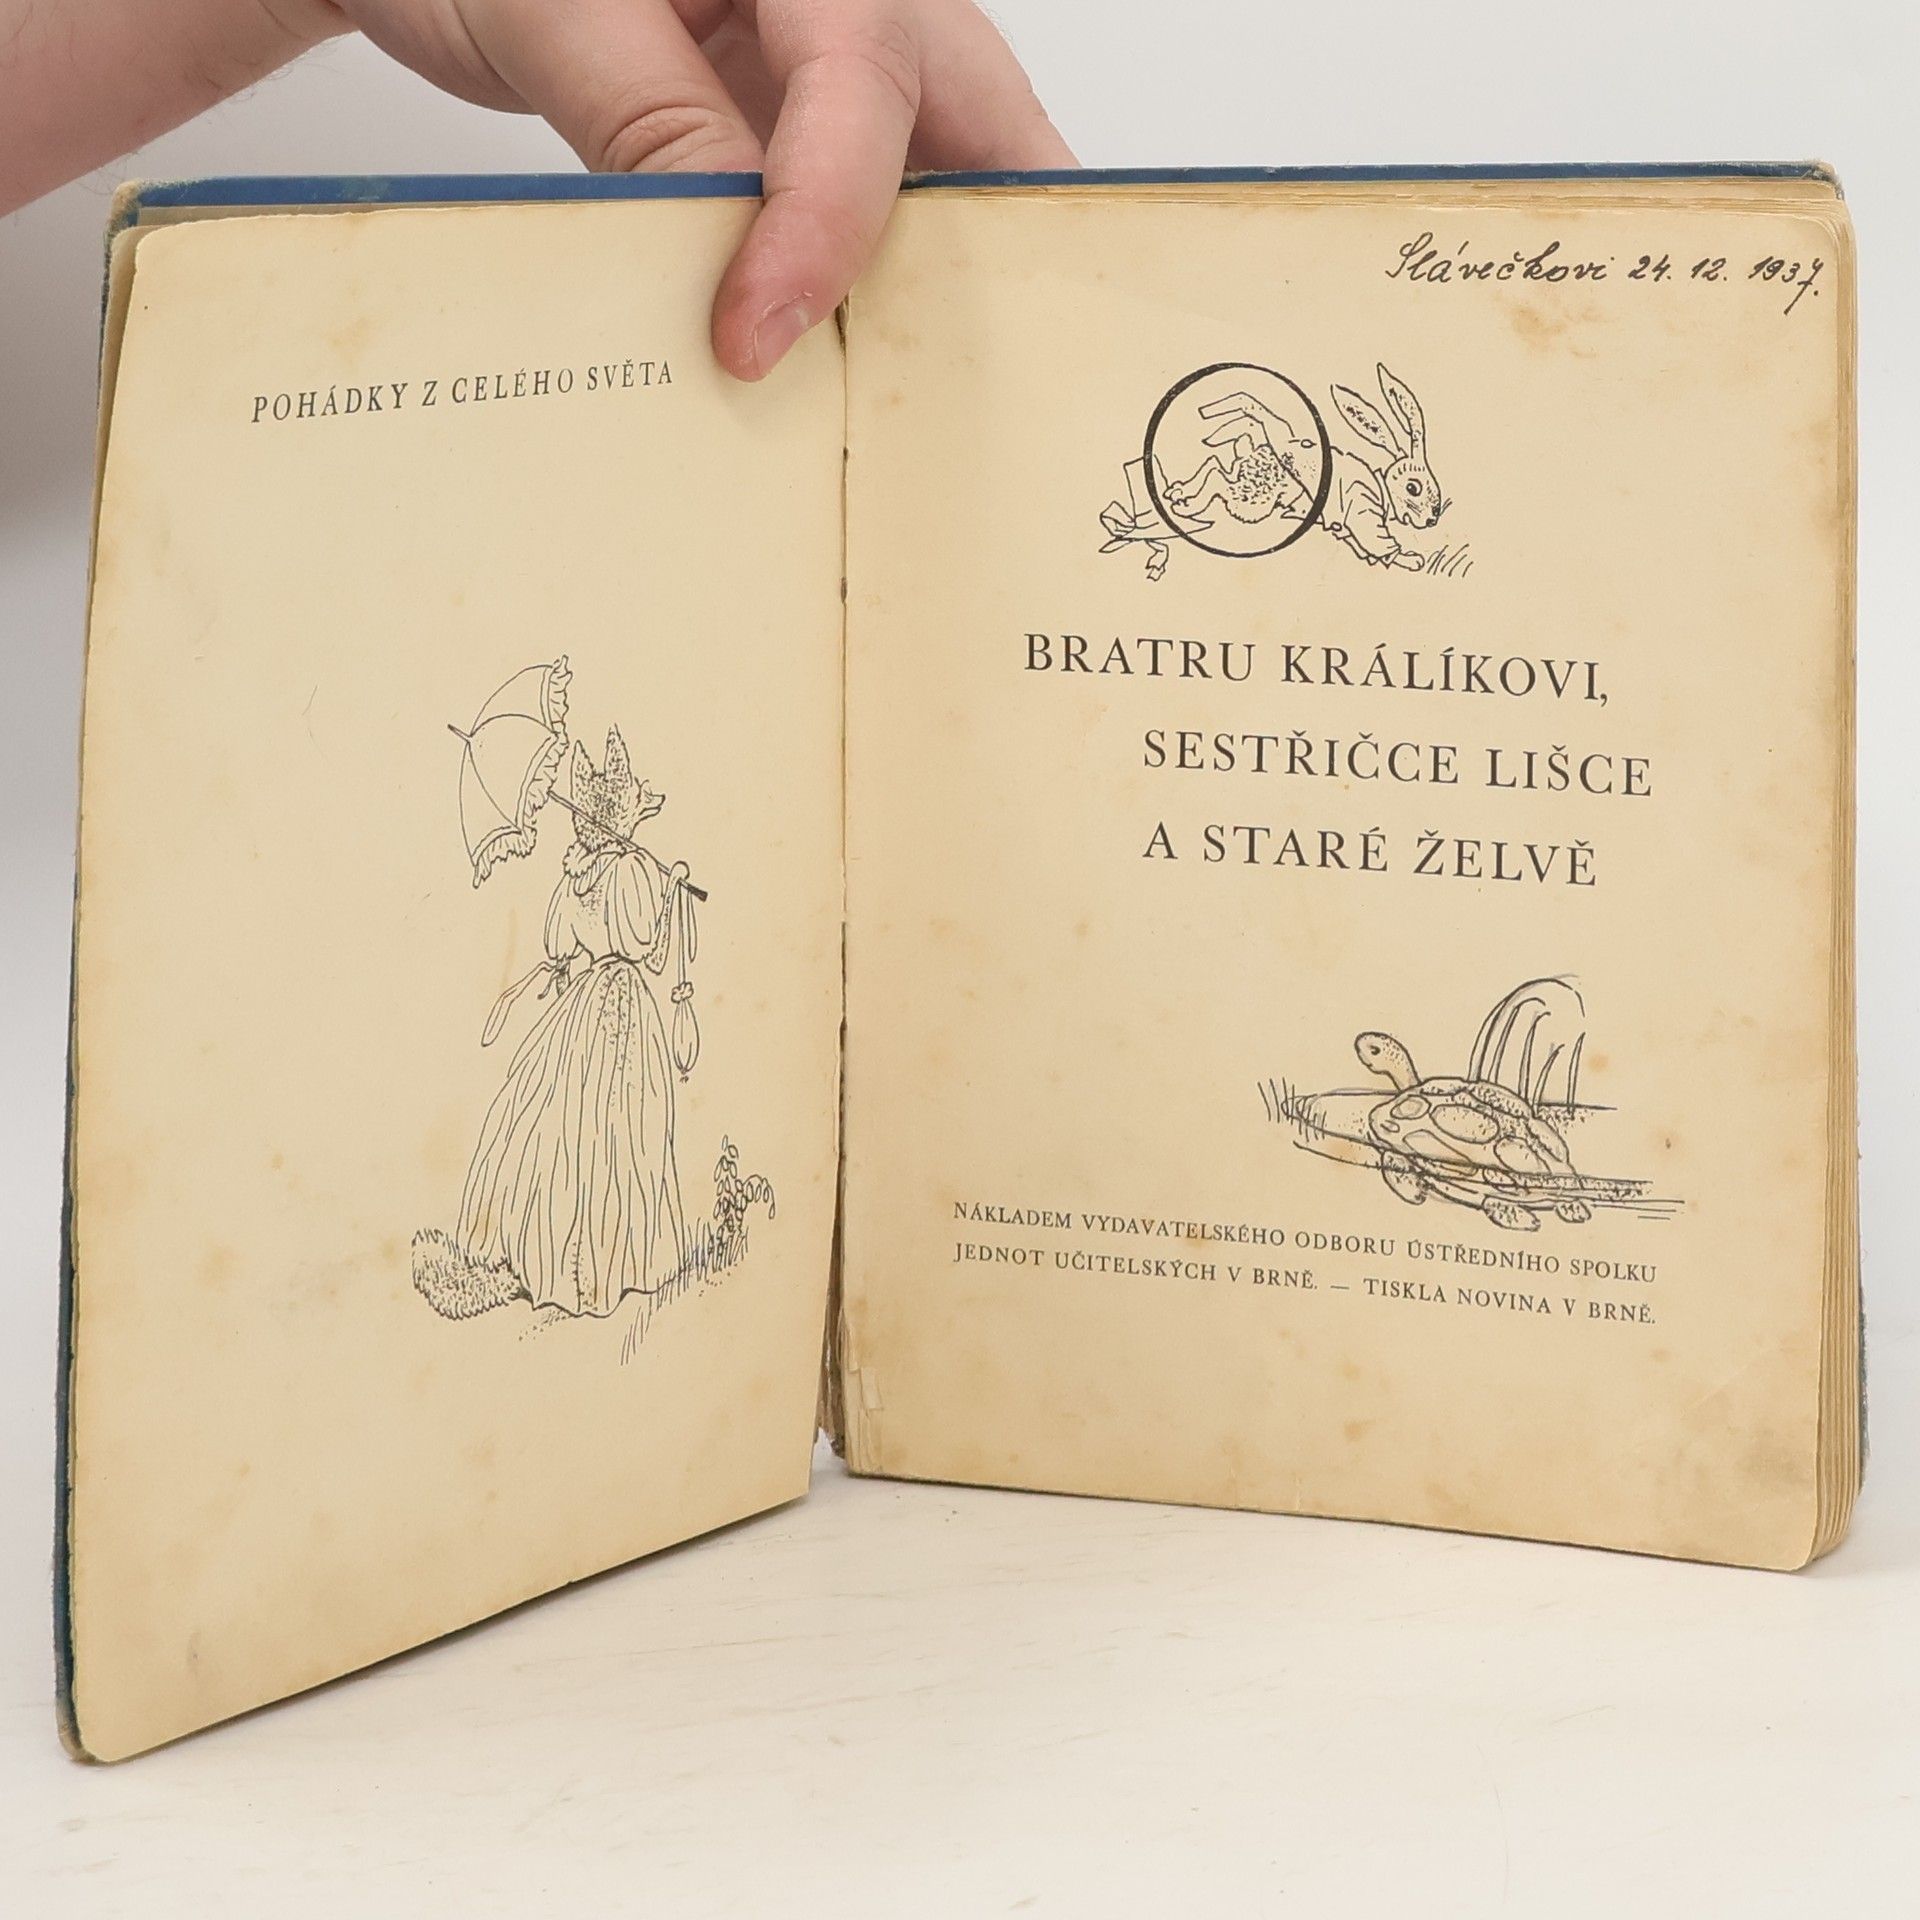 POHÁDKY Z CELÉHO SVĚTA
Slávečkovi 24. 12. 1937.
O
BRATRU KRÁLÍKOVI,
SESTŘIČCE LIŠCE
A STARÉ ŽELVĚ
NÁKLADEM VYDAVATELSKÉHO ODBORU ÚSTŘEDNÍHO SPOLKU
JEDNOT UČITELSKÝCH V BRNĚ. — TISKLA NOVINA V BRNĚ.